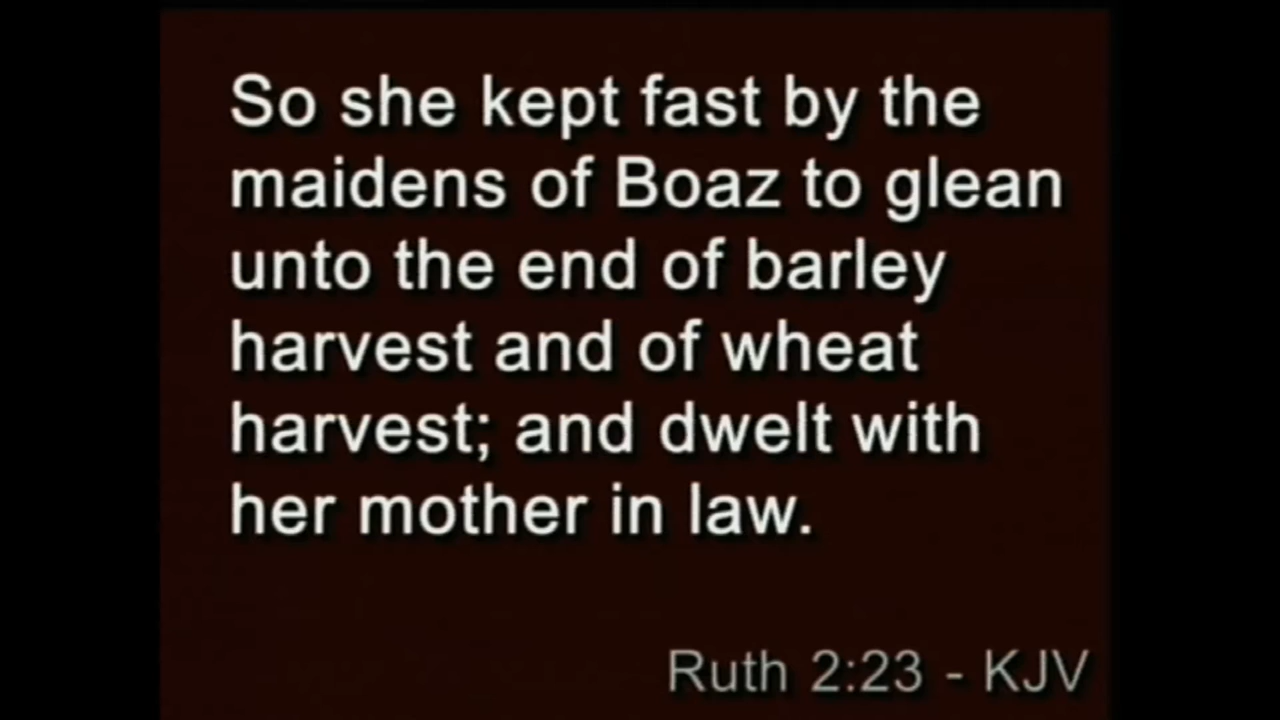 So she kept fast by the
maidens of Boaz to glean
unto the end of barley
harvest and of wheat
harvest; and dwelt with
her mother in law.
Ruth 2:23 - KJV